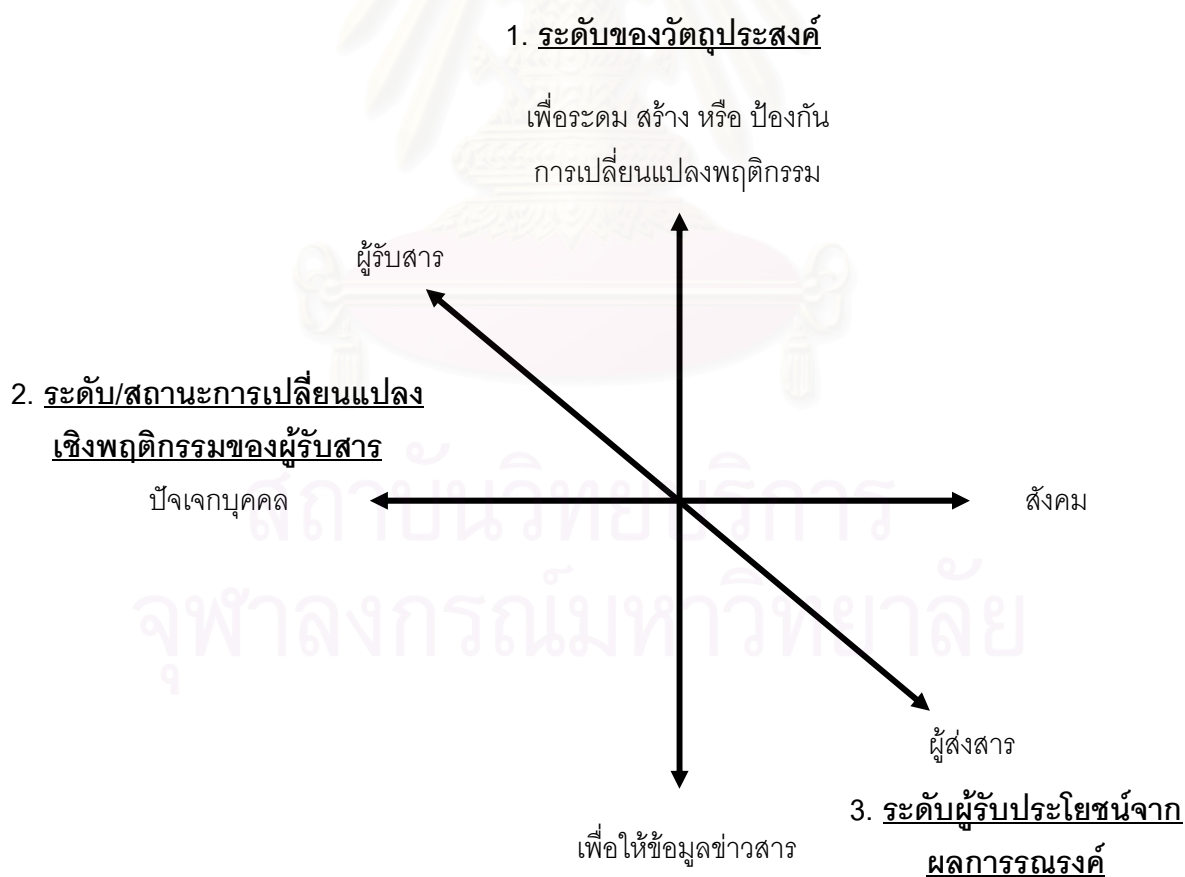 1. ระดับของวัตถุประสงค์
เพื่อระดม สร้าง หรือ ป้องกัน
การเปลี่ยนแปลงพฤติกรรม
ผู้รับสาร
2. ระดับ/สถานะการเปลี่ยนแปลง
เชิงพฤติกรรมของผู้รับสาร
ปัจเจกบุคคล
สังคม
สถาบันวิทยบริการ
จุฬาลงกรณ์มหาวิทยาลัย
ผู้ส่งสาร
3. ระดับผู้รับประโยชน์จาก
ผลการรณรงค์
เพื่อให้ข้อมูลข่าวสาร